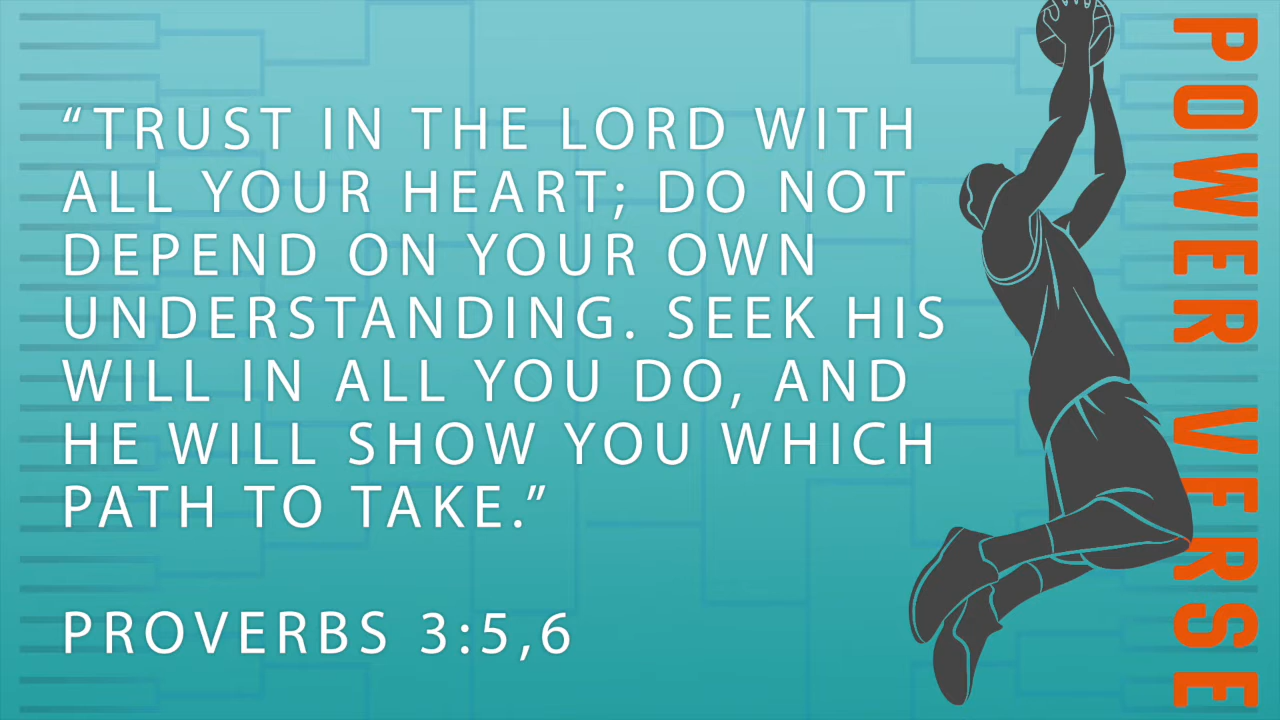 “TRUST IN THE LORD WITH
ALL YOUR HEART; DO NOT
DEPEND ON YOUR OWN
UNDERSTANDING. SEEK HIS
WILL IN ALL YOU DO, AND
HE WILL SHOW YOU WHICH
PATH TO TAKE.”
PROVERBS 3:5,6
POWER VERSE